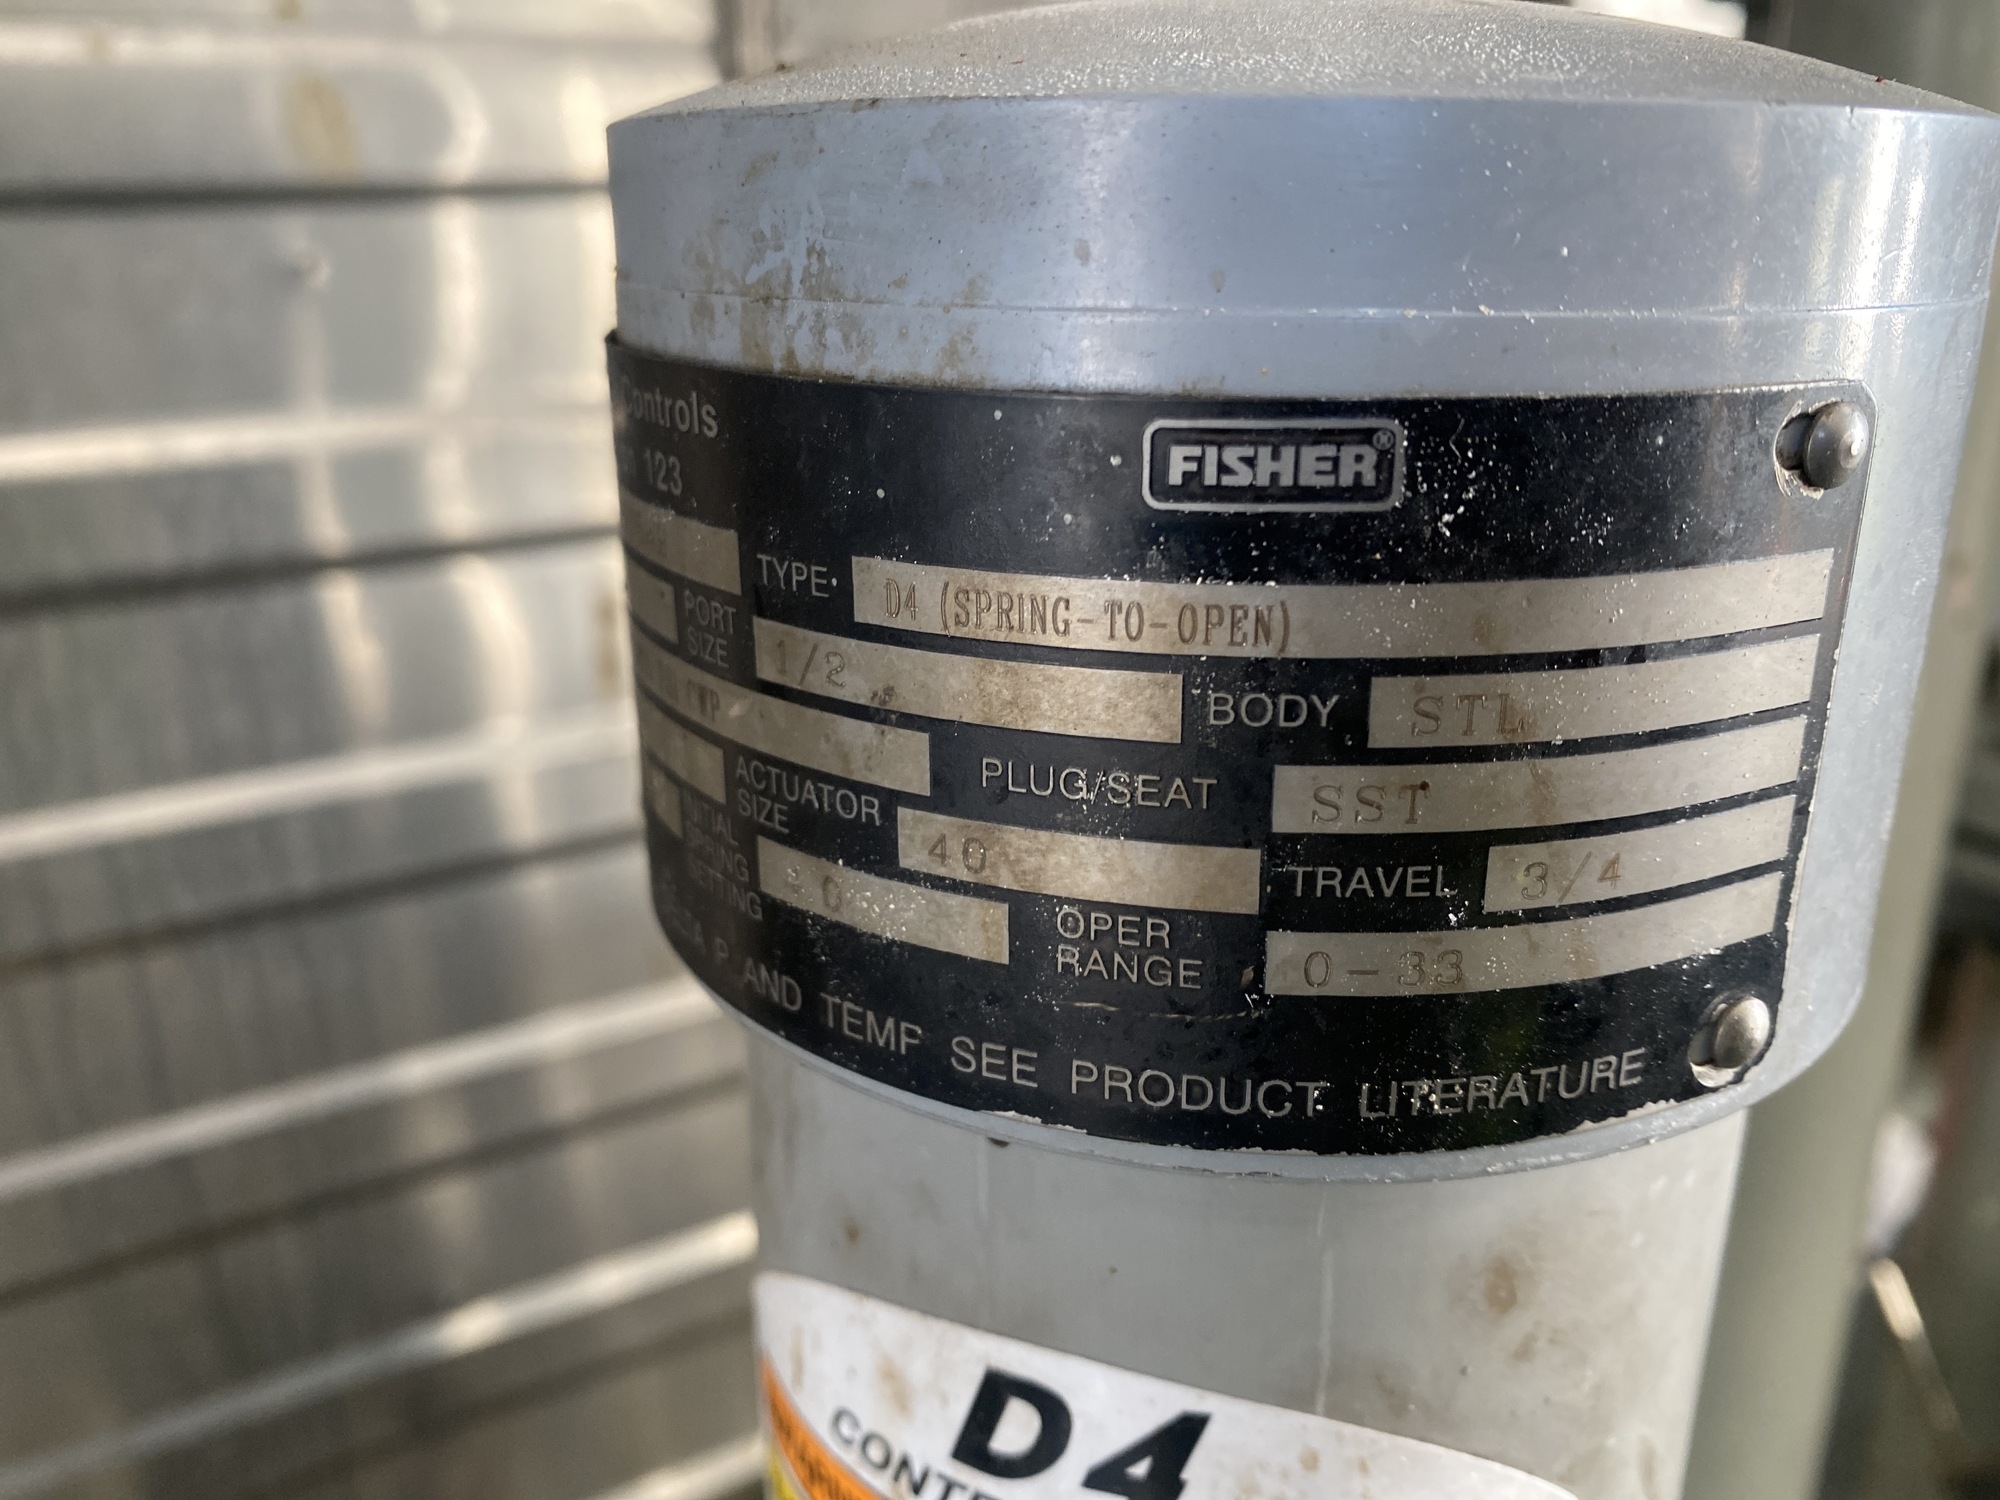 Controls
123
FISHER®
TYPE D4 (SPRING-TO-OPEN)
PORT SIZE 1/2 BODY STL
CWP PLUG/SEAT SST
ACTUATOR SIZE 40 TRAVEL 3/4
INITIAL SPRING SETTING OPER RANGE 0-33
P AND TEMP SEE PRODUCT LITERATURE
D4